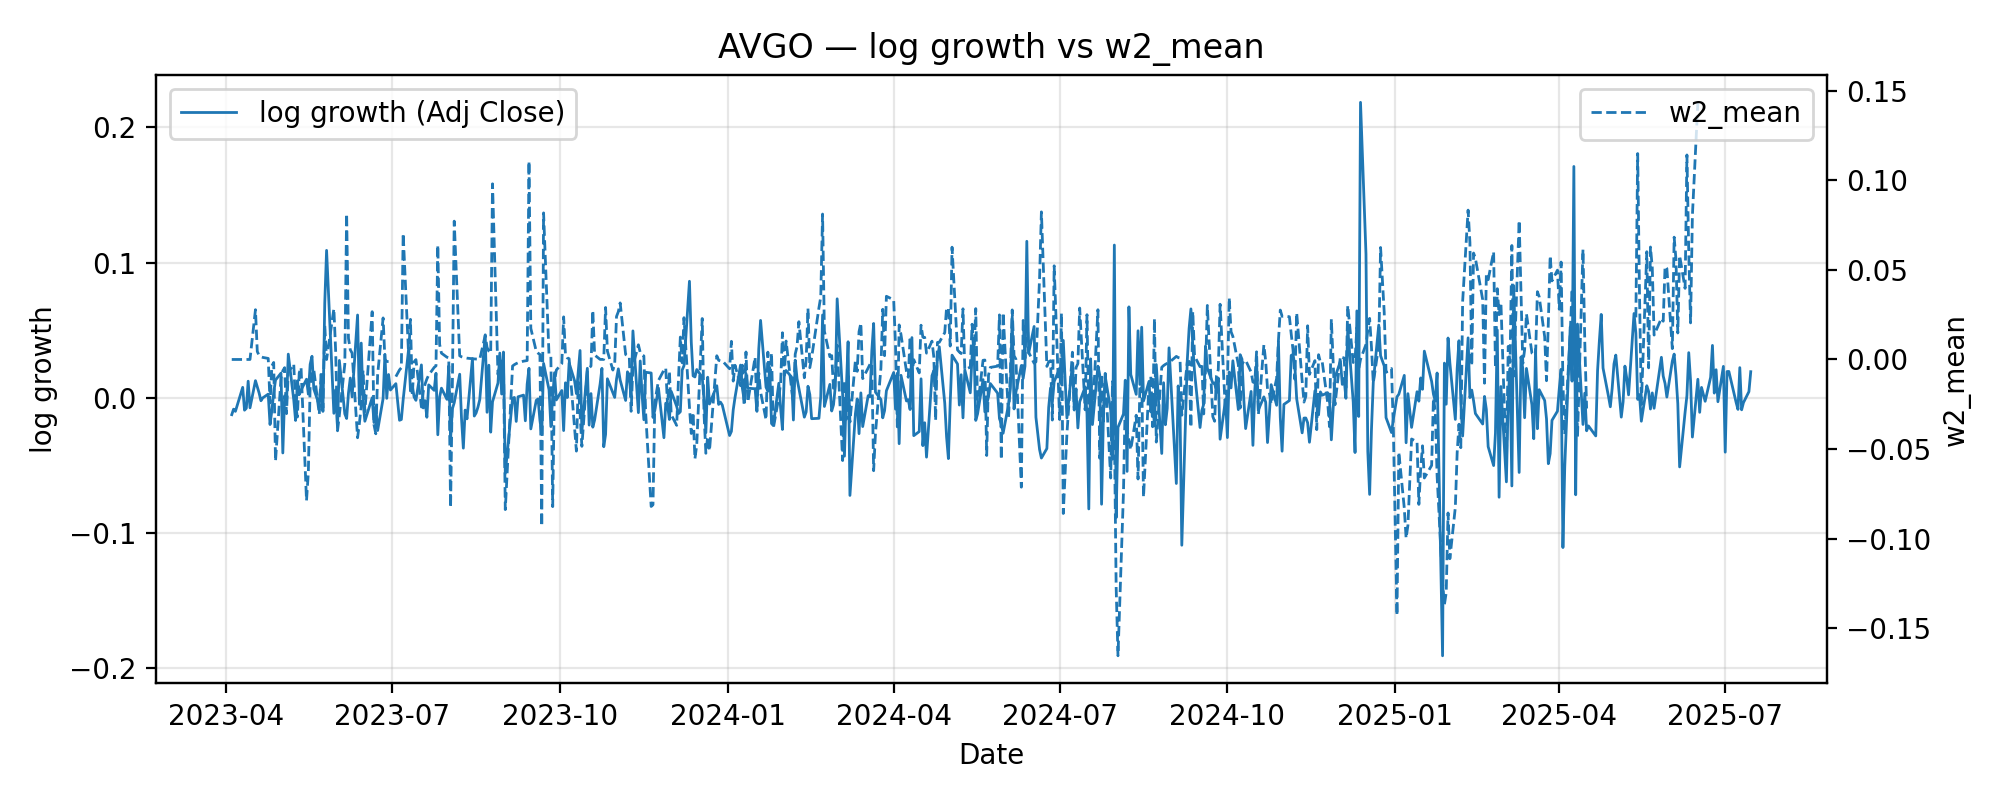 AVGO — log growth vs w2_mean
log growth (Adj Close)
w2_mean
0.2
0.1
0.0
−0.1
−0.2
log growth
0.15
0.10
0.05
0.00
−0.05
−0.10
−0.15
w2_mean
2023-04 2023-07 2023-10 2024-01 2024-04 2024-07 2024-10 2025-01 2025-04 2025-07
Date